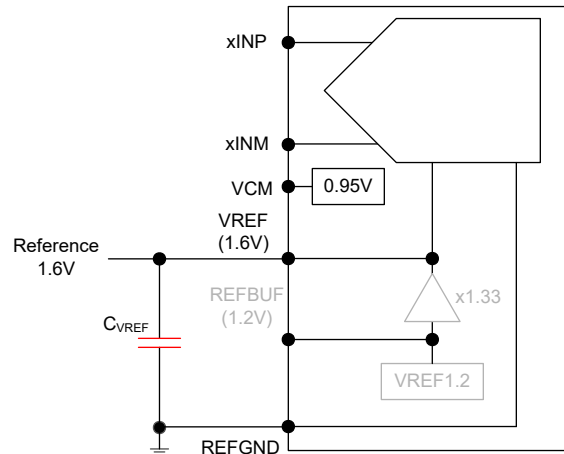 xINP
xINM
VCM
0.95V
VREF
(1.6V)
Reference
1.6V
REFBUF
(1.2V)
x1.33
CVREF
VREF1.2
REFGND